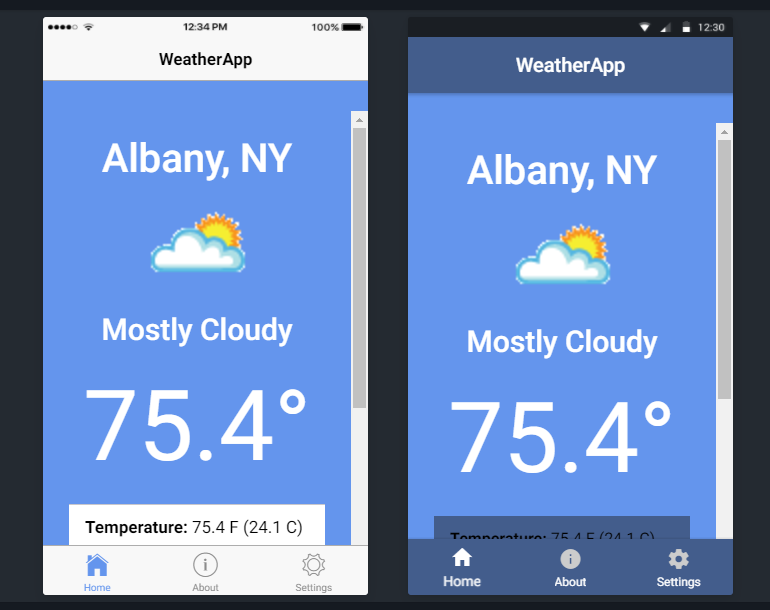 12:34 PM 100%
WeatherApp
Albany, NY
Mostly Cloudy
75.4°
Temperature: 75.4 F (24.1 C)
Home About Settings
12:30
WeatherApp
Albany, NY
Mostly Cloudy
75.4°
Temperature: 75.4 F (24.1 C)
Home About Settings